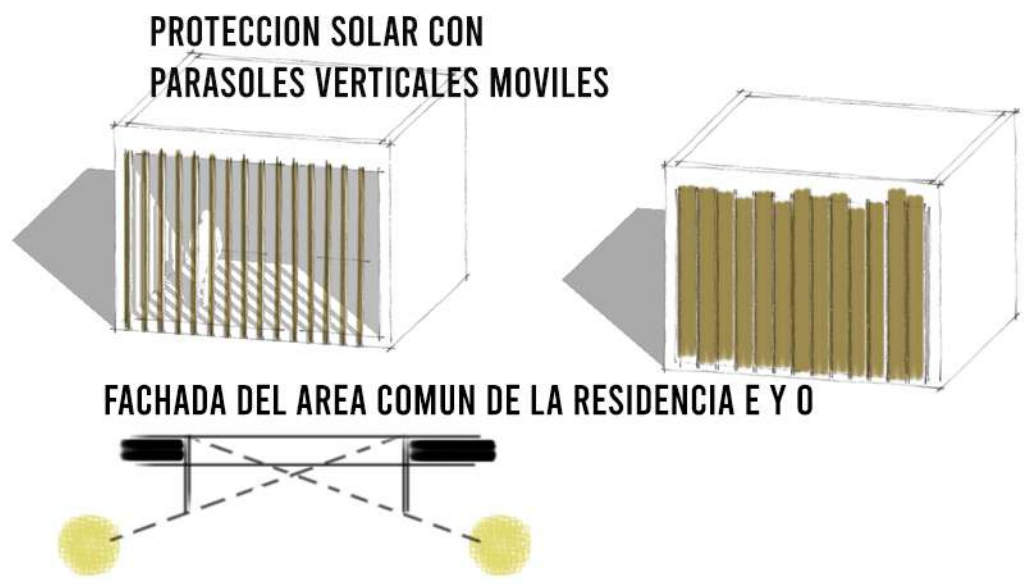 PROTECCION SOLAR CON
PARASOLES VERTICALES MOVILES
FACHADA DEL AREA COMUN DE LA RESIDENCIA E Y O